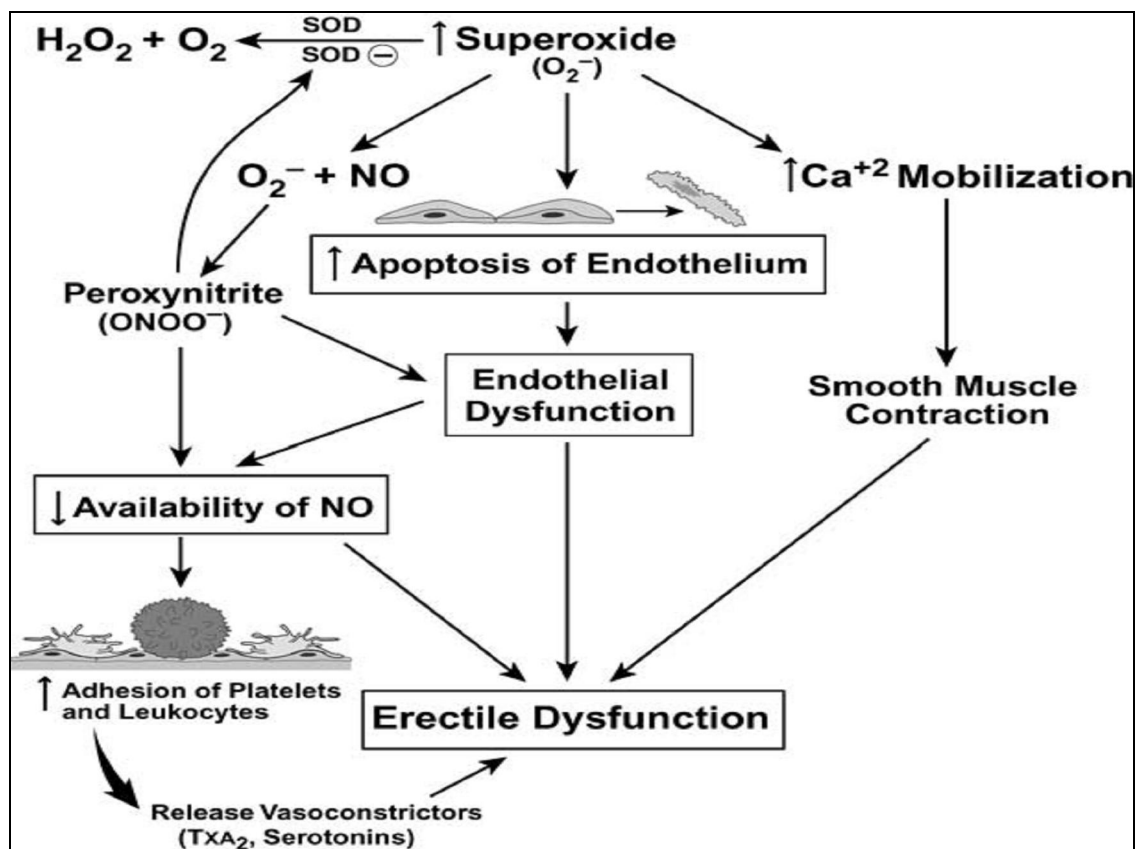 H₂O₂ + O₂
SOD
SOD ⊖
↑ Superoxide
(O₂⁻)
O₂⁻ + NO
↑Ca⁺² Mobilization
↑ Apoptosis of Endothelium
Peroxynitrite
(ONOO⁻)
Endothelial
Dysfunction
Smooth Muscle
Contraction
↓ Availability of NO
↑ Adhesion of Platelets
and Leukocytes
Erectile Dysfunction
Release Vasoconstrictors
(TXA₂, Serotonins)